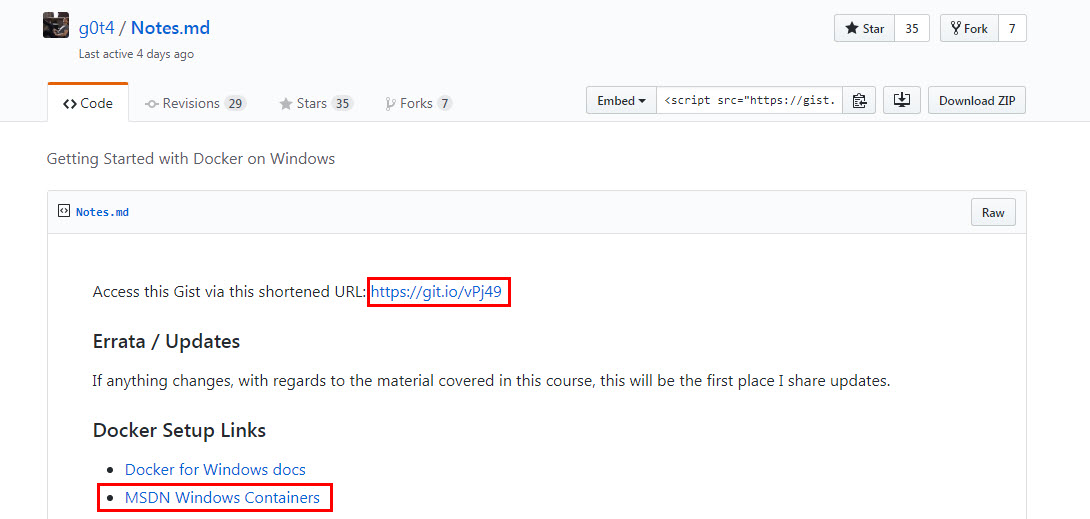 g0t4 / Notes.md
Star 35 Fork 7
Last active 4 days ago
Code Revisions 29 Stars 35 Forks 7 Embed <script src="https://gist. Download ZIP
Getting Started with Docker on Windows
Notes.md Raw
Access this Gist via this shortened URL: https://git.io/vPj49
Errata / Updates
If anything changes, with regards to the material covered in this course, this will be the first place I share updates.
Docker Setup Links
• Docker for Windows docs
• MSDN Windows Containers